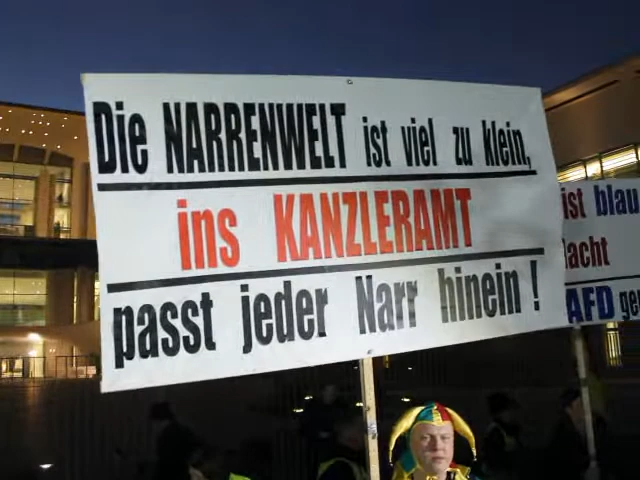 Die NARRENWELT ist viel zu klein,
ins KANZLERAMT
passt jeder Narr hinein !
ist blau
AFD